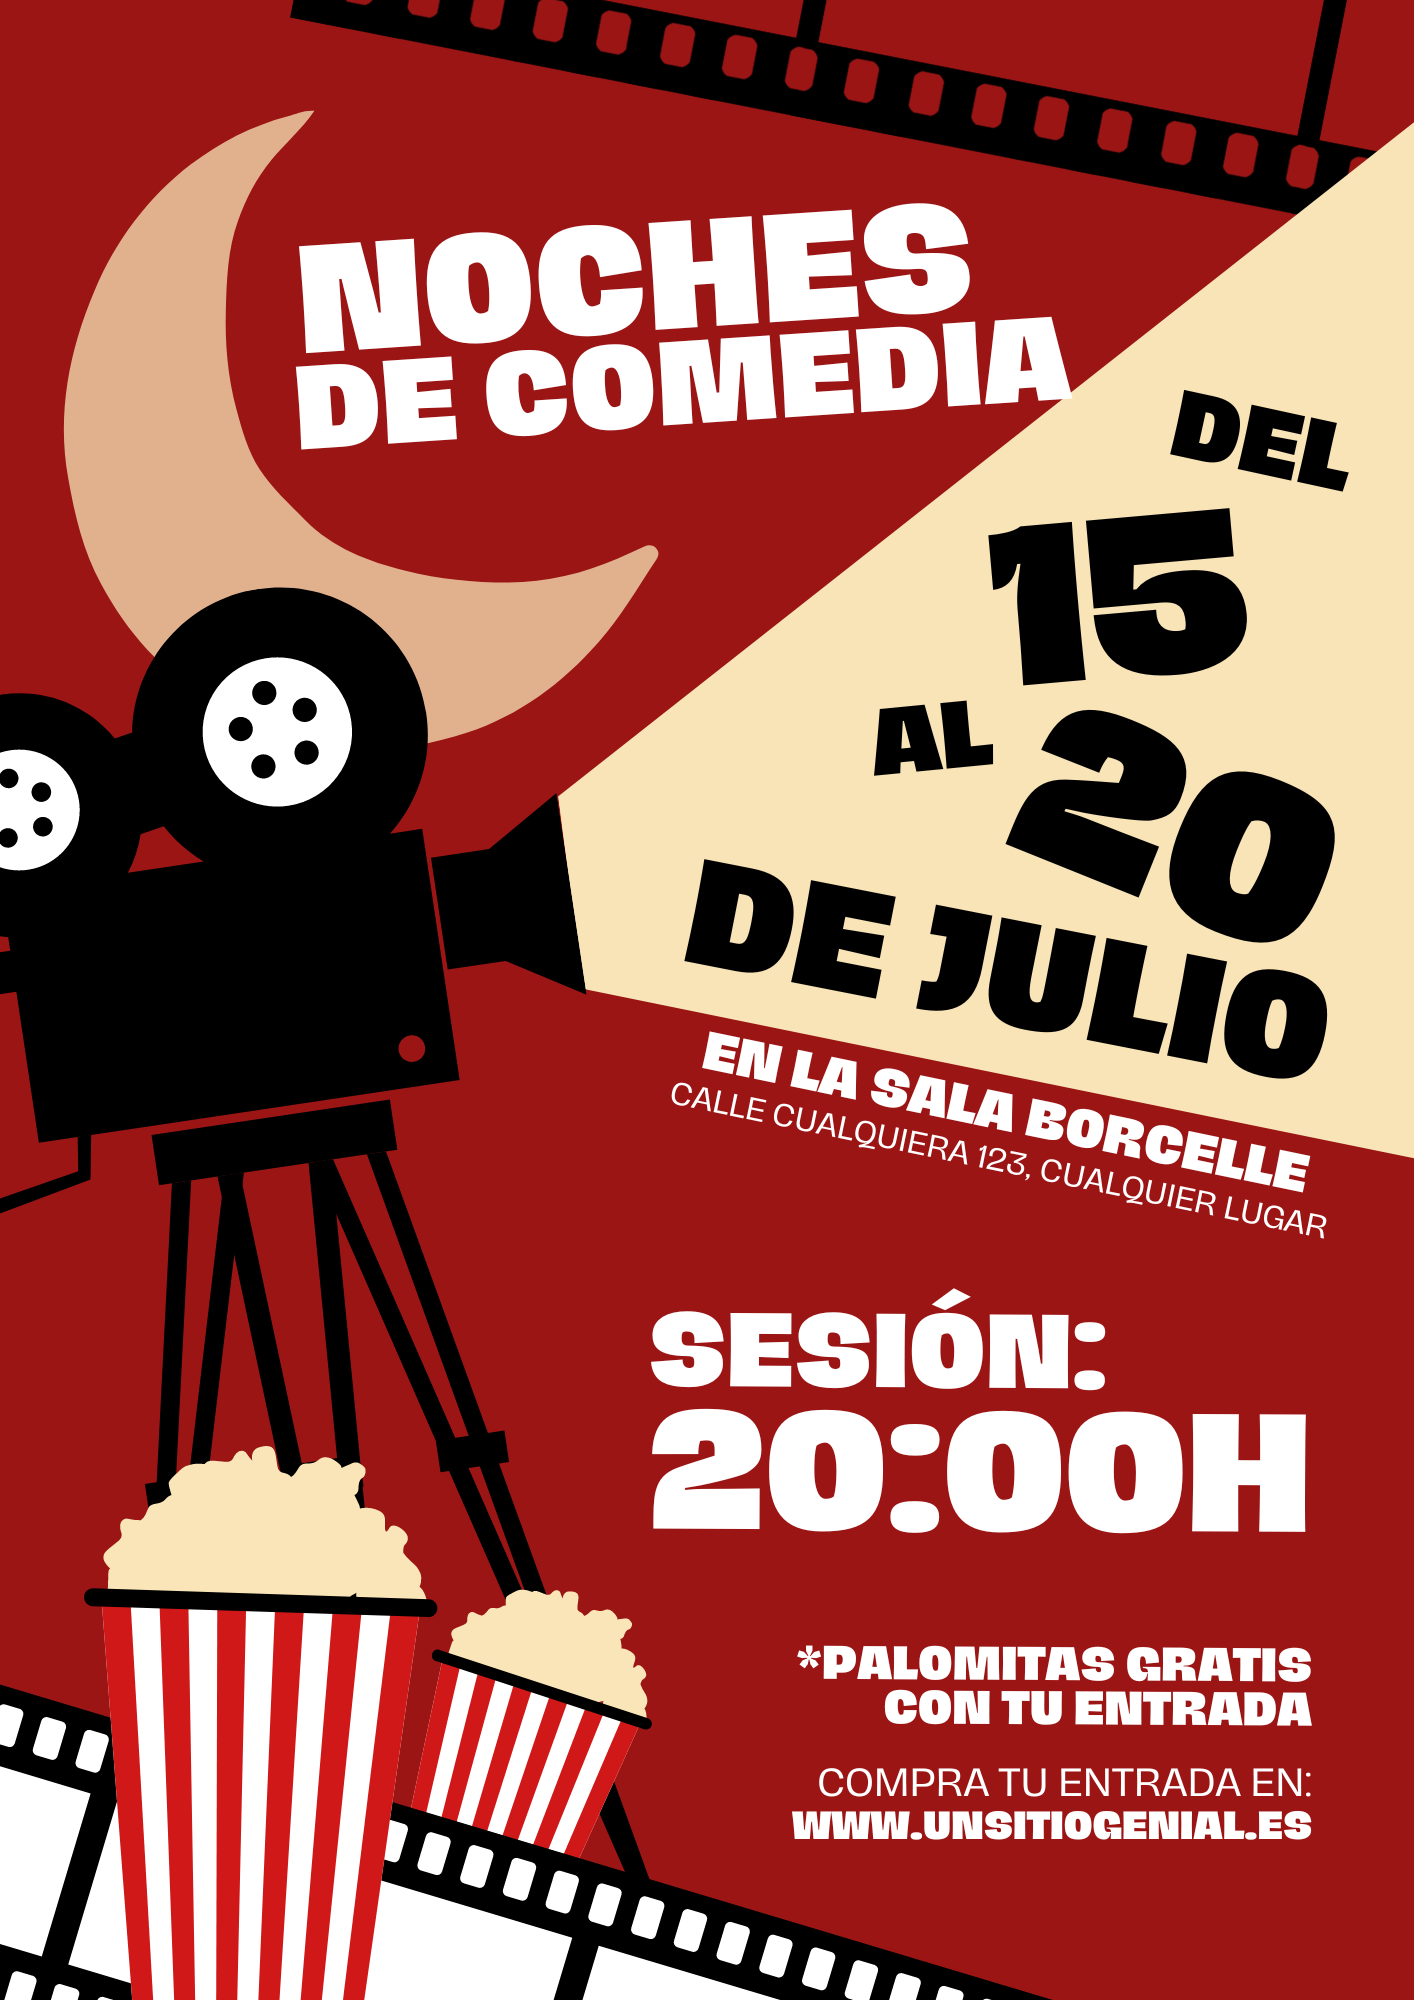 NOCHES
DE COMEDIA
DEL
15
AL
20
DE JULIO
EN LA SALA BORCELLE
CALLE CUALQUIERA 123, CUALQUIER LUGAR
SESIÓN:
20:00H
*PALOMITAS GRATIS
CON TU ENTRADA
COMPRA TU ENTRADA EN:
WWW.UNSITIOGENIAL.ES